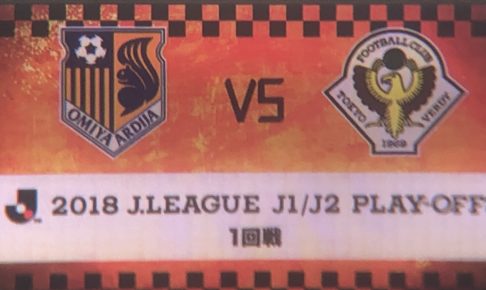 OMIYA ARDIJA
VS
FOOTBALL CLUB
TOKYO VERDY
1969
2018 J.LEAGUE J1/J2 PLAY-OFF
1回戦